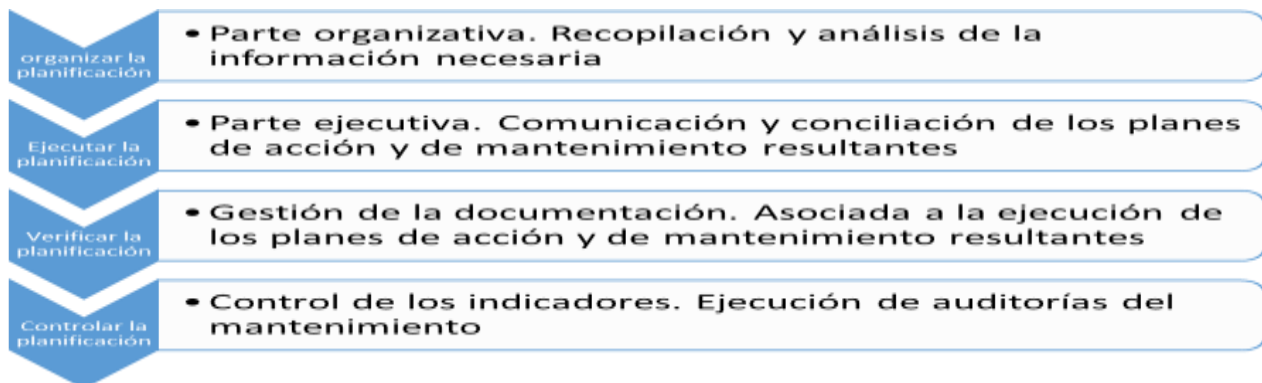 organizar la
planificación
• Parte organizativa. Recopilación y análisis de la
información necesaria
Ejecutar la
planificación
• Parte ejecutiva. Comunicación y conciliación de los planes
de acción y de mantenimiento resultantes
Verificar la
planificación
• Gestión de la documentación. Asociada a la ejecución de
los planes de acción y de mantenimiento resultantes
Controlar la
planificación
• Control de los indicadores. Ejecución de auditorías del
mantenimiento